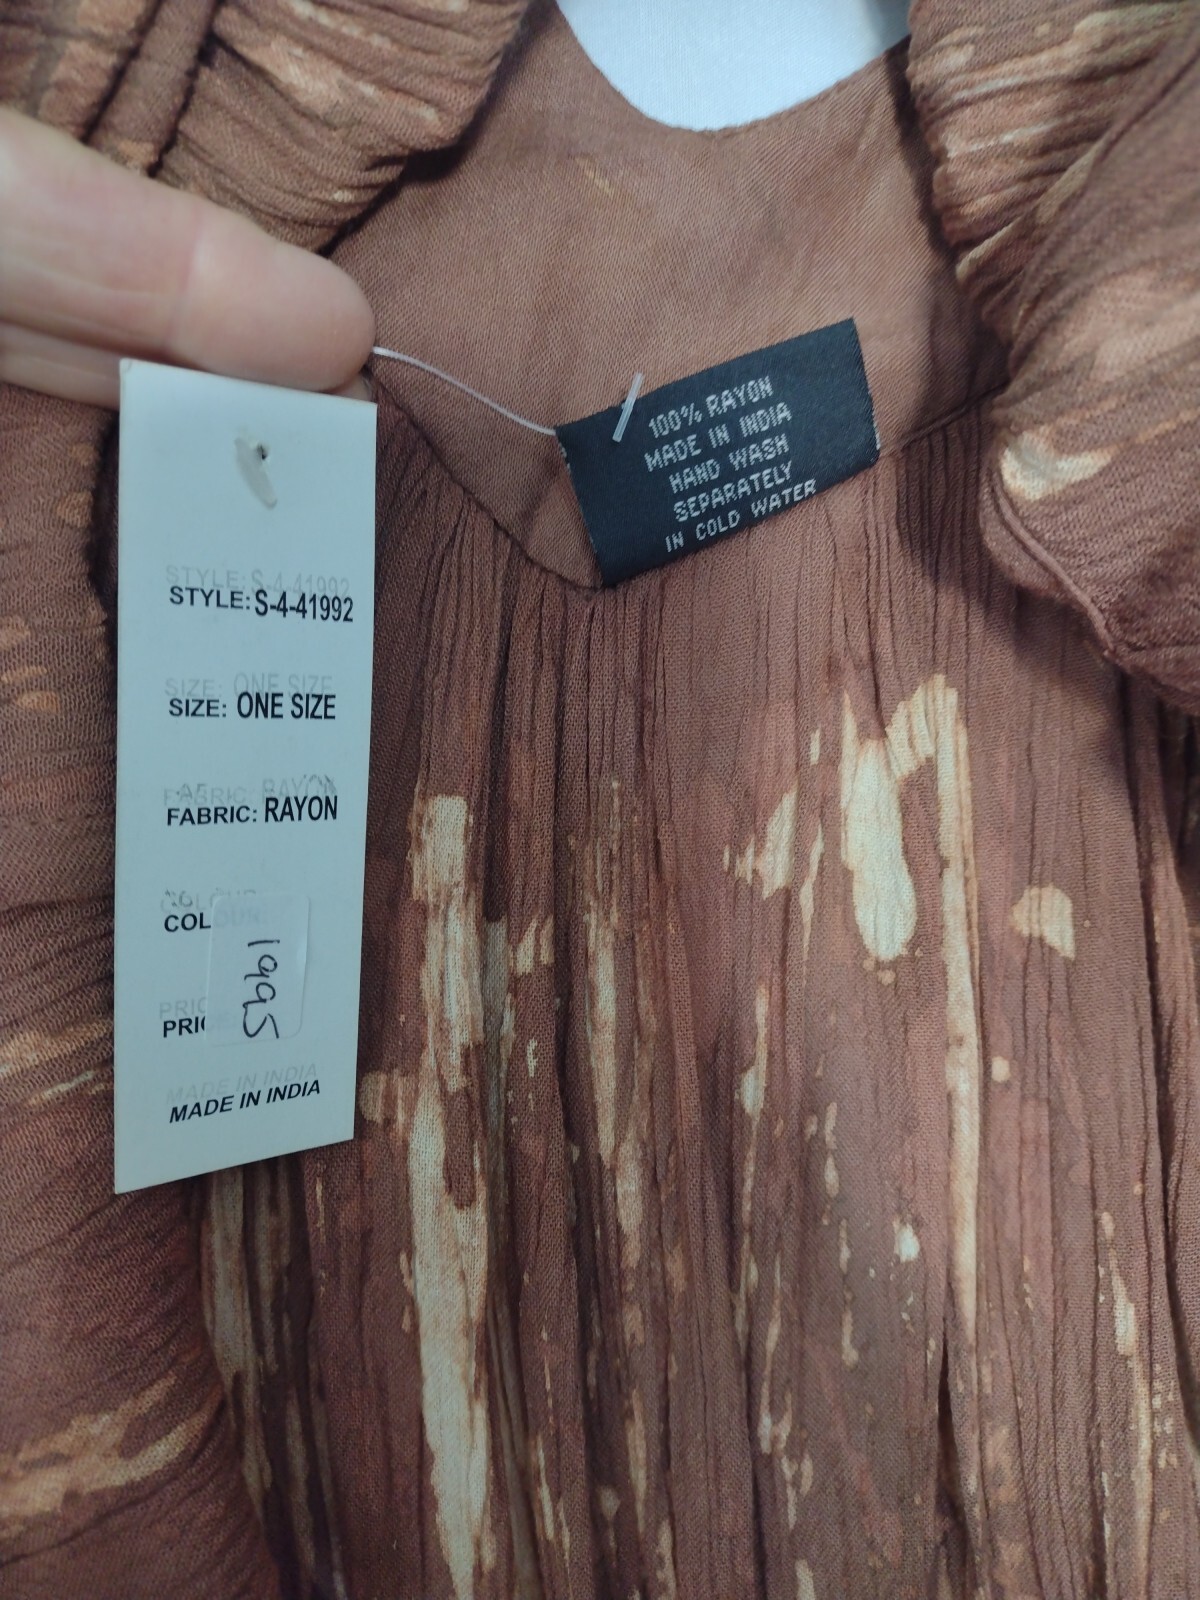 STYLE: S-4-41992
SIZE: ONE SIZE
FABRIC: RAYON
COLOUR
1995
PRI
MADE IN INDIA
100% RAYON
MADE IN INDIA
HAND WASH
SEPARATELY
IN COLD WATER